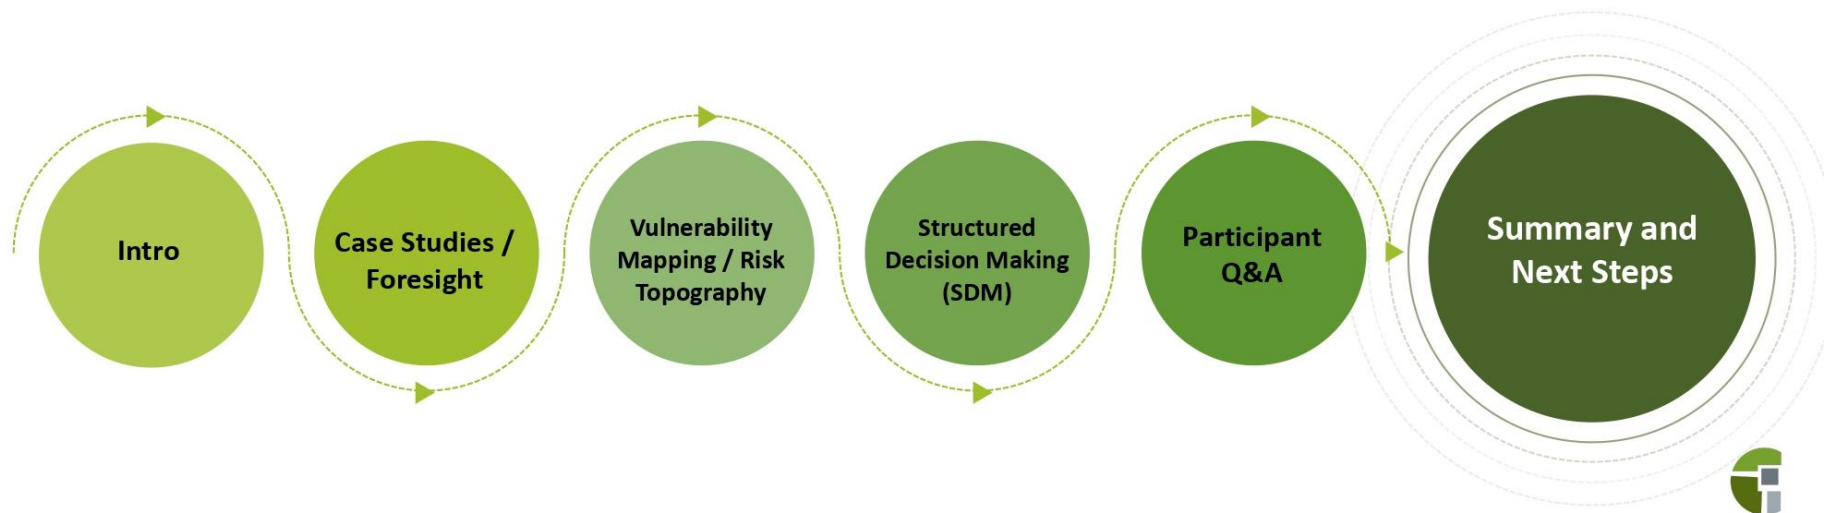 Intro
Case Studies /
Foresight
Vulnerability
Mapping / Risk
Topography
Structured
Decision Making
(SDM)
Participant
Q&A
Summary and
Next Steps